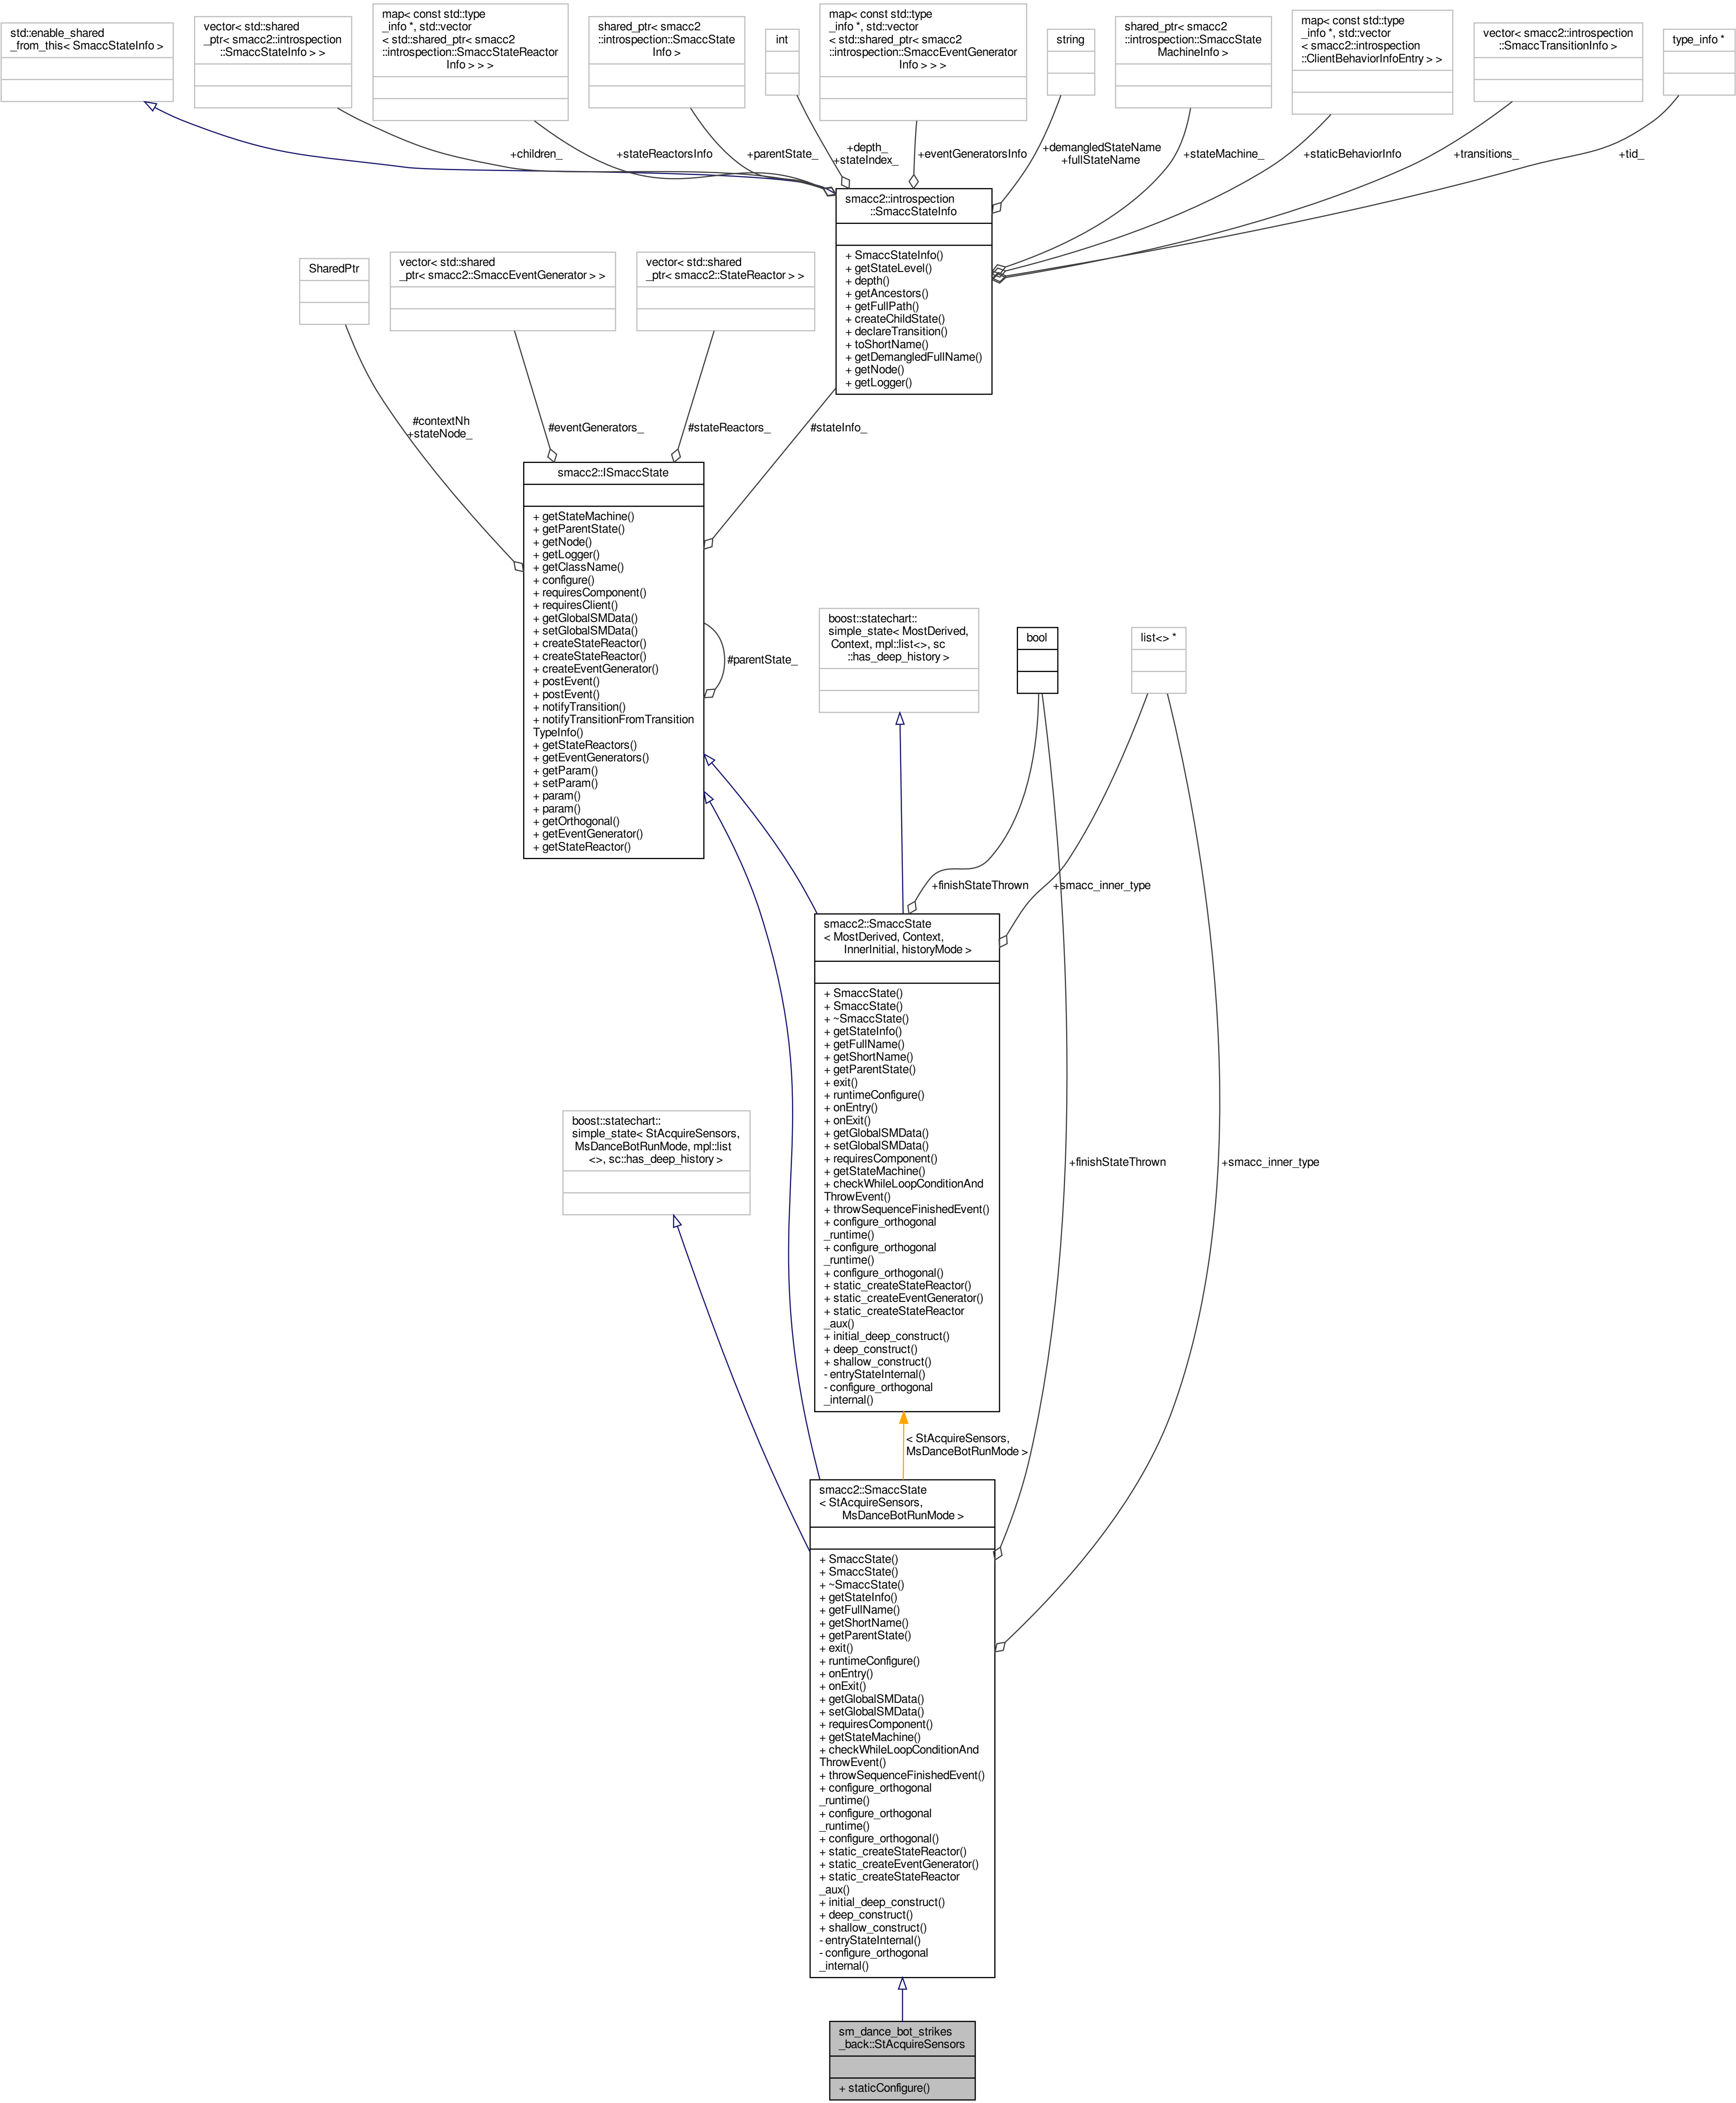 std::enable_shared
_from_this< SmaccStateInfo >
vector< std::shared
_ptr< smacc2::introspection
::SmaccStateInfo > >
map< const std::type
_info *, std::vector
< std::shared_ptr< smacc2
::introspection::SmaccStateReactor
Info > > >
shared_ptr< smacc2
::introspection::SmaccState
Info >
int
map< const std::type
_info *, std::vector
< std::shared_ptr< smacc2
::introspection::SmaccEventGenerator
Info > > >
string
shared_ptr< smacc2
::introspection::SmaccState
MachineInfo >
map< const std::type
_info *, std::vector
< smacc2::introspection
::ClientBehaviorInfoEntry > >
vector< smacc2::introspection
::SmaccTransitionInfo >
type_info *
+children_
+stateReactorsInfo
+parentState_
+depth_
+stateIndex_
+eventGeneratorsInfo
+demangledStateName
+fullStateName
+stateMachine_
+staticBehaviorInfo
+transitions_
+tid_
smacc2::introspection
::SmaccStateInfo
+ SmaccStateInfo()
+ getStateLevel()
+ depth()
+ getAncestors()
+ getFullPath()
+ createChildState()
+ declareTransition()
+ toShortName()
+ getDemangledFullName()
+ getNode()
+ getLogger()
SharedPtr
vector< std::shared
_ptr< smacc2::SmaccEventGenerator > >
vector< std::shared
_ptr< smacc2::StateReactor > >
#contextNh
+stateNode_
#eventGenerators_
#stateReactors_
#stateInfo_
smacc2::ISmaccState
+ getStateMachine()
+ getParentState()
+ getNode()
+ getLogger()
+ getClassName()
+ configure()
+ requiresComponent()
+ requiresClient()
+ getGlobalSMData()
+ setGlobalSMData()
+ createStateReactor()
+ createStateReactor()
+ createEventGenerator()
+ postEvent()
+ postEvent()
+ notifyTransition()
+ notifyTransitionFromTransition
TypeInfo()
+ getStateReactors()
+ getEventGenerators()
+ getParam()
+ setParam()
+ param()
+ param()
+ getOrthogonal()
+ getEventGenerator()
+ getStateReactor()
#parentState_
boost::statechart::
simple_state< MostDerived,
Context, mpl::list<>, sc
::has_deep_history >
bool
list<> *
+finishStateThrown
+smacc_inner_type
smacc2::SmaccState
< MostDerived, Context,
InnerInitial, historyMode >
+ SmaccState()
+ SmaccState()
+ ~SmaccState()
+ getStateInfo()
+ getFullName()
+ getShortName()
+ getParentState()
+ exit()
+ runtimeConfigure()
+ onEntry()
+ onExit()
+ getGlobalSMData()
+ setGlobalSMData()
+ requiresComponent()
+ getStateMachine()
+ checkWhileLoopConditionAnd
ThrowEvent()
+ throwSequenceFinishedEvent()
+ configure_orthogonal
_runtime()
+ configure_orthogonal
_runtime()
+ configure_orthogonal()
+ static_createStateReactor()
+ static_createEventGenerator()
+ static_createStateReactor
_aux()
+ initial_deep_construct()
+ deep_construct()
+ shallow_construct()
- entryStateInternal()
- configure_orthogonal
_internal()
boost::statechart::
simple_state< StAcquireSensors,
MsDanceBotRunMode, mpl::list
<>, sc::has_deep_history >
+finishStateThrown
+smacc_inner_type
< StAcquireSensors,
MsDanceBotRunMode >
smacc2::SmaccState
< StAcquireSensors,
MsDanceBotRunMode >
+ SmaccState()
+ SmaccState()
+ ~SmaccState()
+ getStateInfo()
+ getFullName()
+ getShortName()
+ getParentState()
+ exit()
+ runtimeConfigure()
+ onEntry()
+ onExit()
+ getGlobalSMData()
+ setGlobalSMData()
+ requiresComponent()
+ getStateMachine()
+ checkWhileLoopConditionAnd
ThrowEvent()
+ throwSequenceFinishedEvent()
+ configure_orthogonal
_runtime()
+ configure_orthogonal
_runtime()
+ configure_orthogonal()
+ static_createStateReactor()
+ static_createEventGenerator()
+ static_createStateReactor
_aux()
+ initial_deep_construct()
+ deep_construct()
+ shallow_construct()
- entryStateInternal()
- configure_orthogonal
_internal()
sm_dance_bot_strikes
_back::StAcquireSensors
+ staticConfigure()